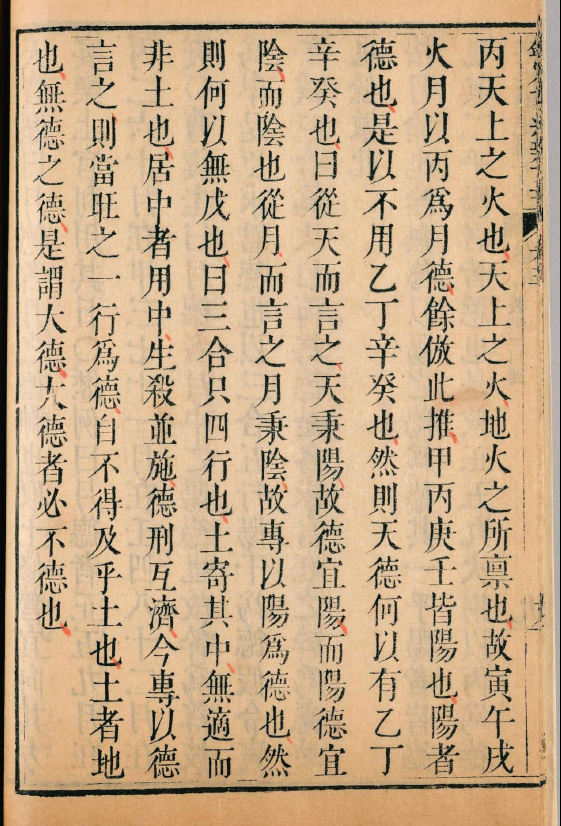 丙天上之火也天上之火地火之所禀也故寅午戌
火月以丙爲月德餘倣此推甲丙庚壬皆陽也陽者
德也是以不用乙丁辛癸也然則天德何以有乙丁
辛癸也曰從天而言之天秉陽故德宜陽而陽德宜
陰而陰也從月而言之月秉陰故專以陽爲德也然
則何以無戊也曰三合只四行也土寄其中無適而
非土也居中者用中生殺並施德刑互濟今專以德
言之則當旺之一行爲德自不得及乎土也土者地
也無德之德是謂大德大德者必不德也